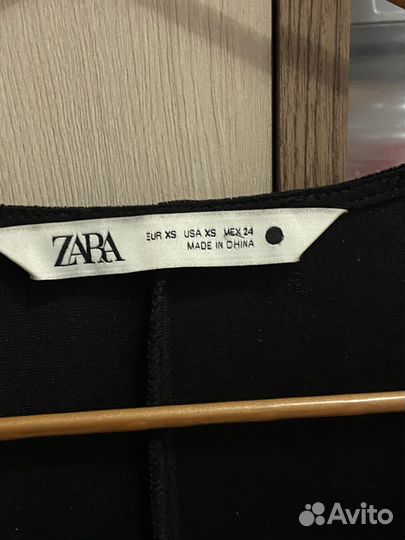 ZARA
EUR XS USA XS MEX 24
MADE IN CHINA
Avito